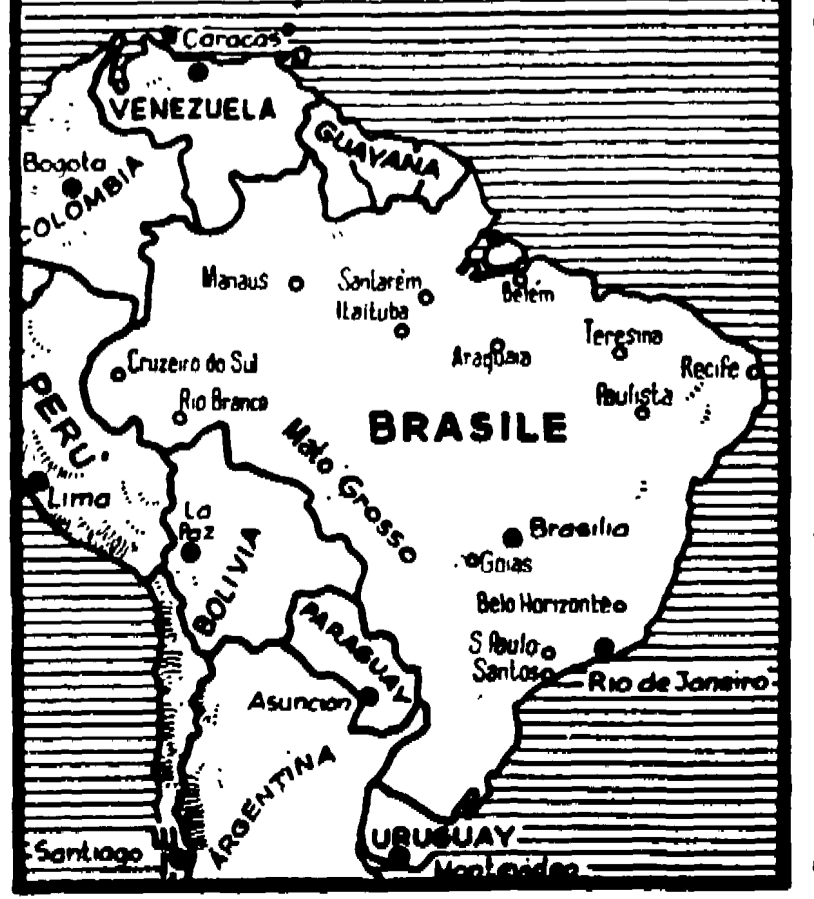 Caracas
VENEZUELA
GUAYANA
Bogota
COLOMBIA
Manaus
Santarém
Itaituba
Belém
Araguaia
Teresina
Recife
Cruzeiro do Sul
Rio Branco
Paulista
PERU'
BRASILE
Mato Grosso
Lima
La
Paz
Brasilia
Goias
BOLIVIA
Belo Horizonte
PARAGUAY
S Paulo
Santos
Rio de Janeiro
Asuncion
ARGENTINA
URUGUAY
Santiago
Montevideo